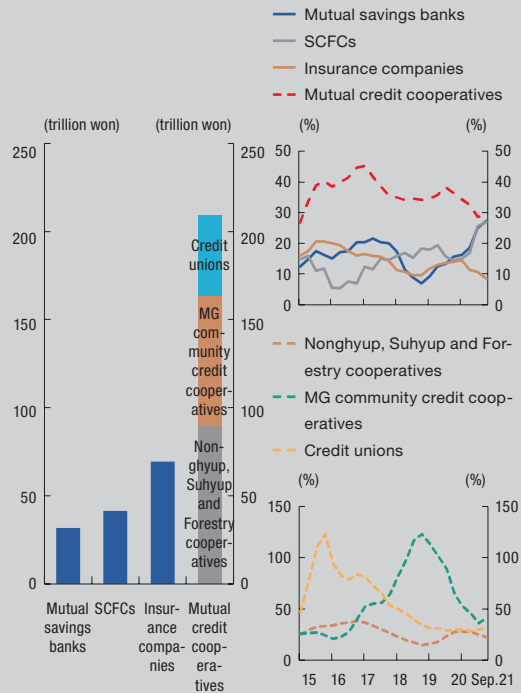 Mutual savings banks
SCFCs
Insurance companies
Mutual credit cooperatives
(trillion won) (trillion won)
250 250
200 200
150 150
100 100
50 50
0 0
Credit
unions
MG
com-
munity
credit
cooper-
atives
Non-
ghyup,
Suhyup
and
Forestry
cooper-
atives
Mutual
savings
banks
SCFCs
Insur-
ance
compa-
nies
Mutual
credit
coop-
era-
tives
(%) (%)
50 50
40 40
30 30
20 20
10 10
0 0
Nonghyup, Suhyup and For-
estry cooperatives
MG community credit coop-
eratives
Credit unions
(%) (%)
150 150
100 100
50 50
0 0
15 16 17 18 19 20 Sep.21